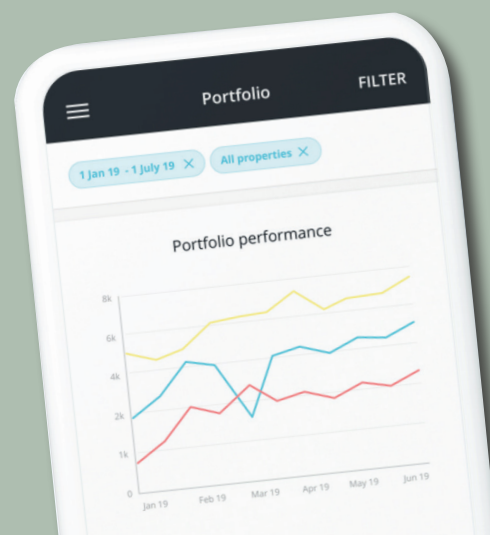 Portfolio
FILTER
1 Jan 19 - 1 July 19
All properties
Portfolio performance
8k
6k
4k
2k
1k
0
Jan 19
Feb 19
Mar 19
Apr 19
May 19
Jun 19